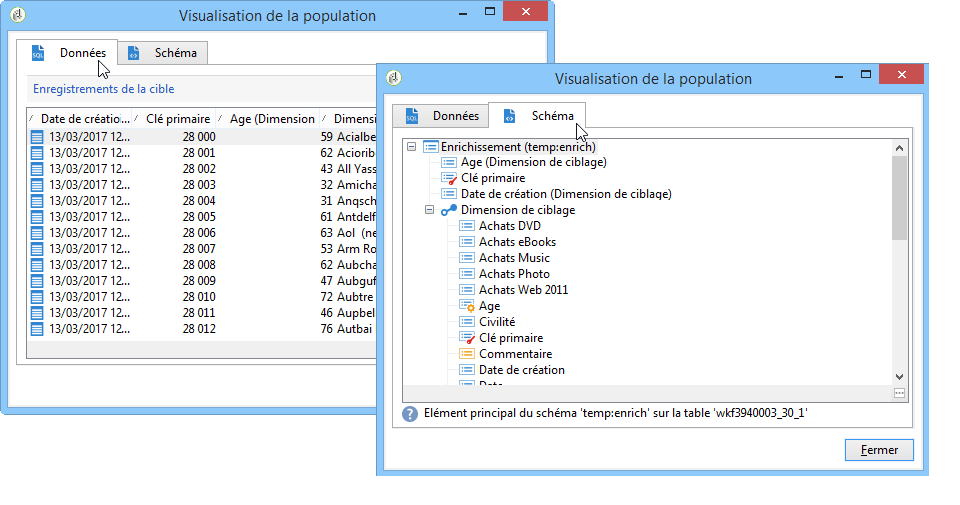 Visualisation de la population
Données
Schéma
Enregistrements de la cible
Date de création... Clé primaire Age (Dimension Dimensi
13/03/2017 12... 28 000 59 Acialbe
13/03/2017 12... 28 001 62 Aciorib
13/03/2017 12... 28 002 43 All Yass
13/03/2017 12... 28 003 32 Amicha
13/03/2017 12... 28 004 31 Anqsch
13/03/2017 12... 28 005 61 Antdelf
13/03/2017 12... 28 006 63 Aol (ne
13/03/2017 12... 28 007 53 Arm Ro
13/03/2017 12... 28 008 62 Aubcha
13/03/2017 12... 28 009 47 Aubguf
13/03/2017 12... 28 010 72 Aubtre
13/03/2017 12... 28 011 46 Aupbel
13/03/2017 12... 28 012 76 Autbai
Visualisation de la population
Données
Schéma
Enrichissement (temp:enrich)
Age (Dimension de ciblage)
Clé primaire
Date de création (Dimension de ciblage)
Dimension de ciblage
Achats DVD
Achats eBooks
Achats Music
Achats Photo
Achats Web 2011
Age
Civilité
Clé primaire
Commentaire
Date de création
Elément principal du schéma 'temp:enrich' sur la table 'wkf3940003_30_1'
Fermer